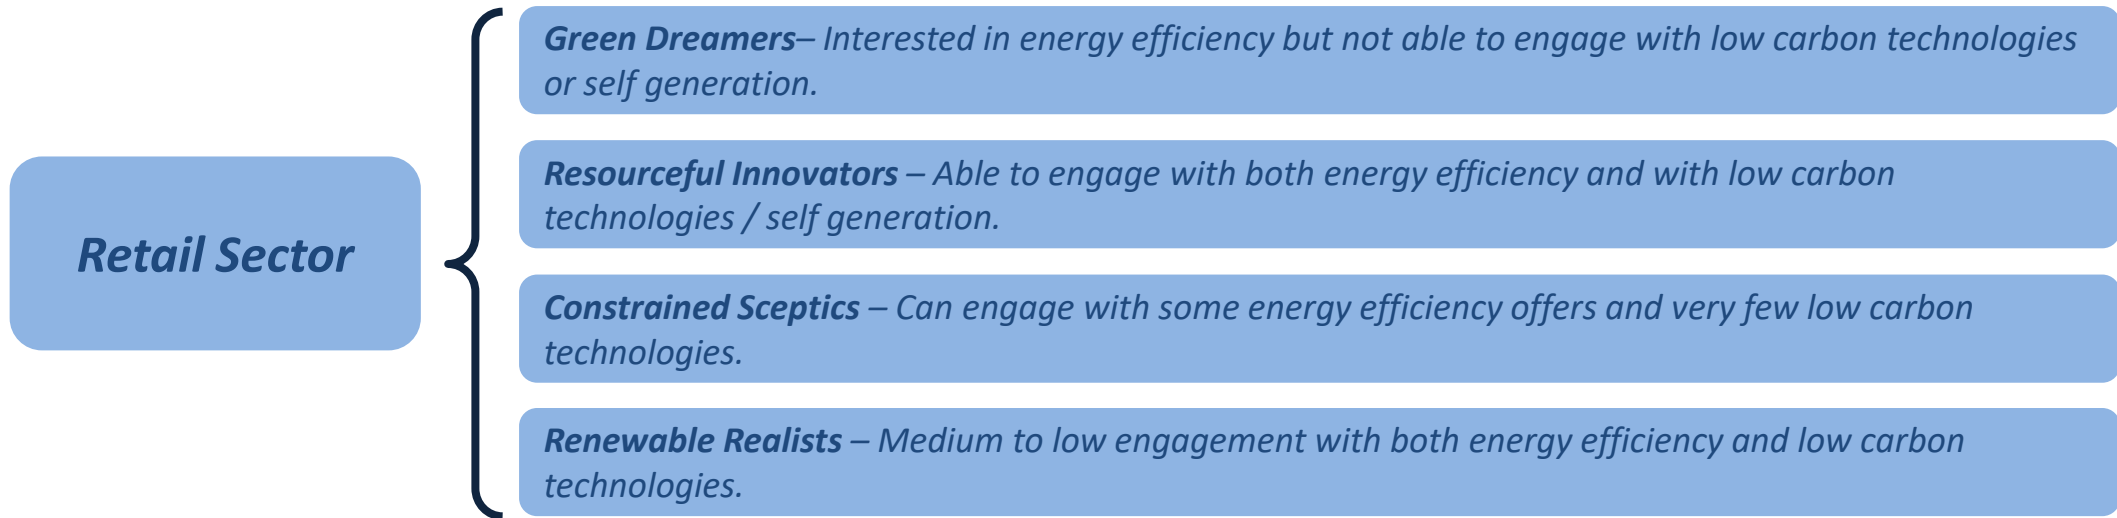 Retail Sector
Green Dreamers– Interested in energy efficiency but not able to engage with low carbon technologies
or self generation.
Resourceful Innovators – Able to engage with both energy efficiency and with low carbon
technologies / self generation.
Constrained Sceptics – Can engage with some energy efficiency offers and very few low carbon
technologies.
Renewable Realists – Medium to low engagement with both energy efficiency and low carbon
technologies.